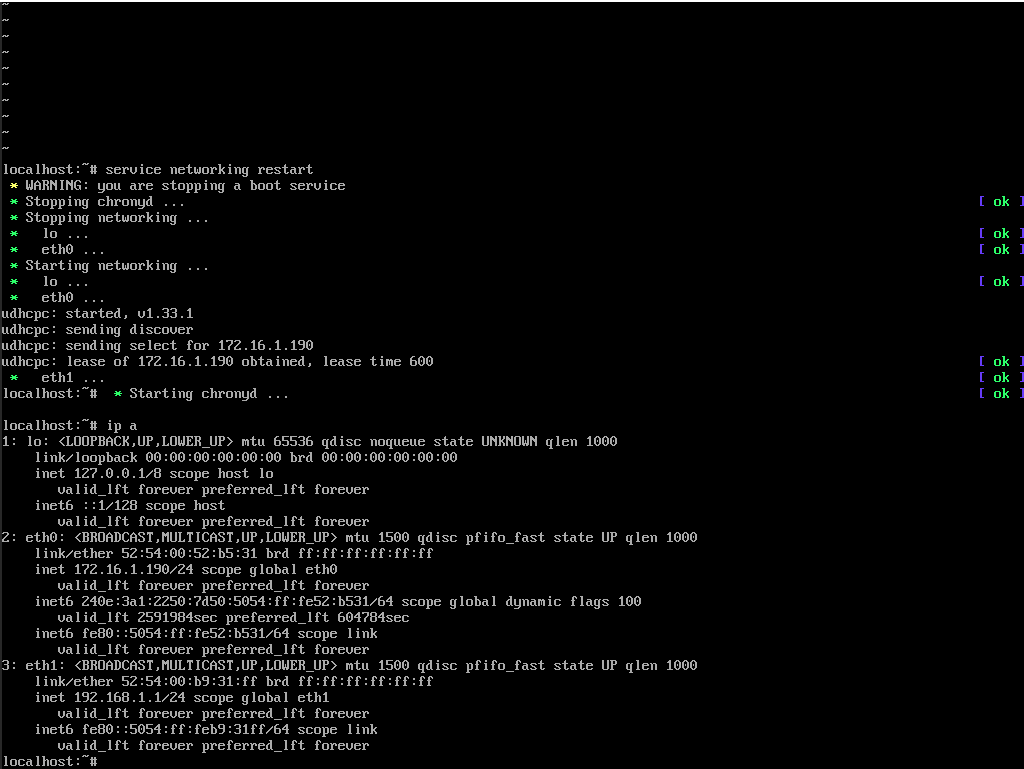 ~
~
~
~
~
~
~
~
~
~
localhost:~# service networking restart
 * WARNING: you are stopping a boot service
 * Stopping chronyd ... [ ok ]
 * Stopping networking ...
 *   lo ... [ ok ]
 *   eth0 ... [ ok ]
 * Starting networking ...
 *   lo ... [ ok ]
 *   eth0 ...
udhcpc: started, v1.33.1
udhcpc: sending discover
udhcpc: sending select for 172.16.1.190
udhcpc: lease of 172.16.1.190 obtained, lease time 600 [ ok ]
 *   eth1 ... [ ok ]
localhost:~#  * Starting chronyd ... [ ok ]
localhost:~# ip a
1: lo: <LOOPBACK,UP,LOWER_UP> mtu 65536 qdisc noqueue state UNKNOWN qlen 1000
    link/loopback 00:00:00:00:00:00 brd 00:00:00:00:00:00
    inet 127.0.0.1/8 scope host lo
       valid_lft forever preferred_lft forever
    inet6 ::1/128 scope host
       valid_lft forever preferred_lft forever
2: eth0: <BROADCAST,MULTICAST,UP,LOWER_UP> mtu 1500 qdisc pfifo_fast state UP qlen 1000
    link/ether 52:54:00:52:b5:31 brd ff:ff:ff:ff:ff:ff
    inet 172.16.1.190/24 scope global eth0
       valid_lft forever preferred_lft forever
    inet6 240e:3a1:2250:7d50:5054:ff:fe52:b531/64 scope global dynamic flags 100
       valid_lft 2591984sec preferred_lft 604784sec
    inet6 fe80::5054:ff:fe52:b531/64 scope link
       valid_lft forever preferred_lft forever
3: eth1: <BROADCAST,MULTICAST,UP,LOWER_UP> mtu 1500 qdisc pfifo_fast state UP qlen 1000
    link/ether 52:54:00:b9:31:ff brd ff:ff:ff:ff:ff:ff
    inet 192.168.1.1/24 scope global eth1
       valid_lft forever preferred_lft forever
    inet6 fe80::5054:ff:feb9:31ff/64 scope link
       valid_lft forever preferred_lft forever
localhost:~#